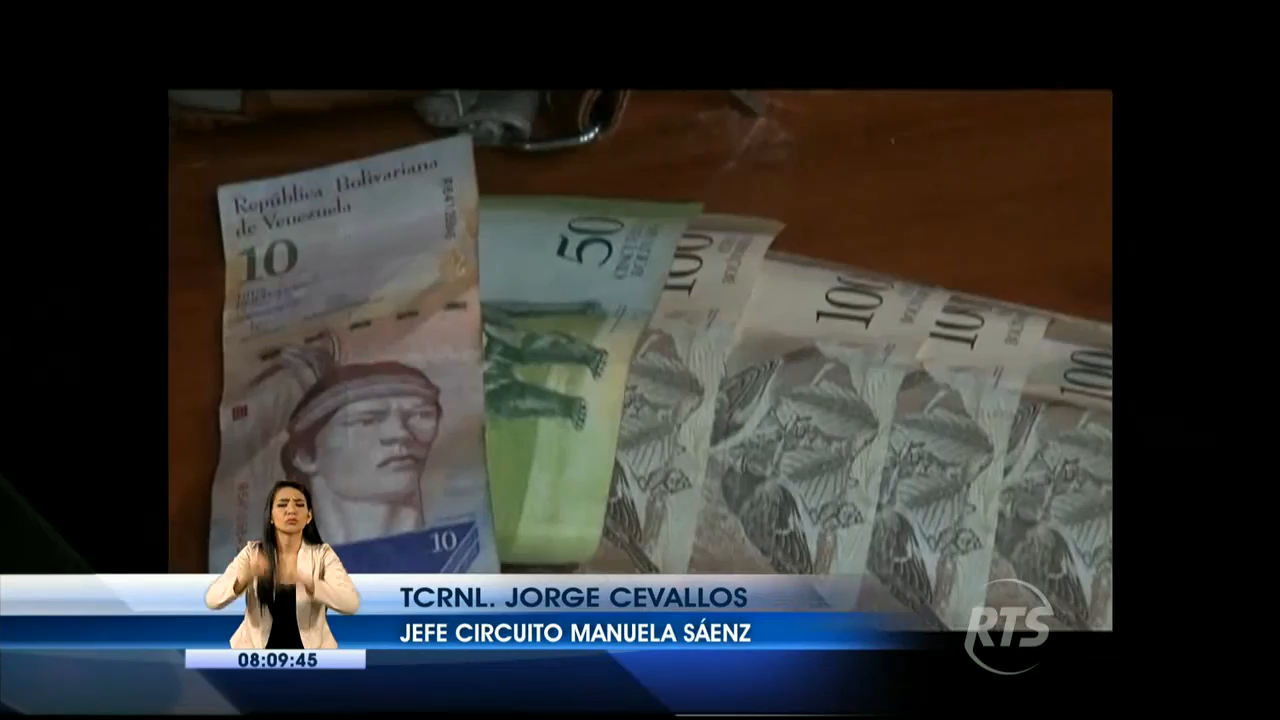 República Bolivariana
de Venezuela
10
50
100
100
100
100
10
TCRNL. JORGE CEVALLOS
JEFE CIRCUITO MANUELA SÁENZ
RTS
08:09:45